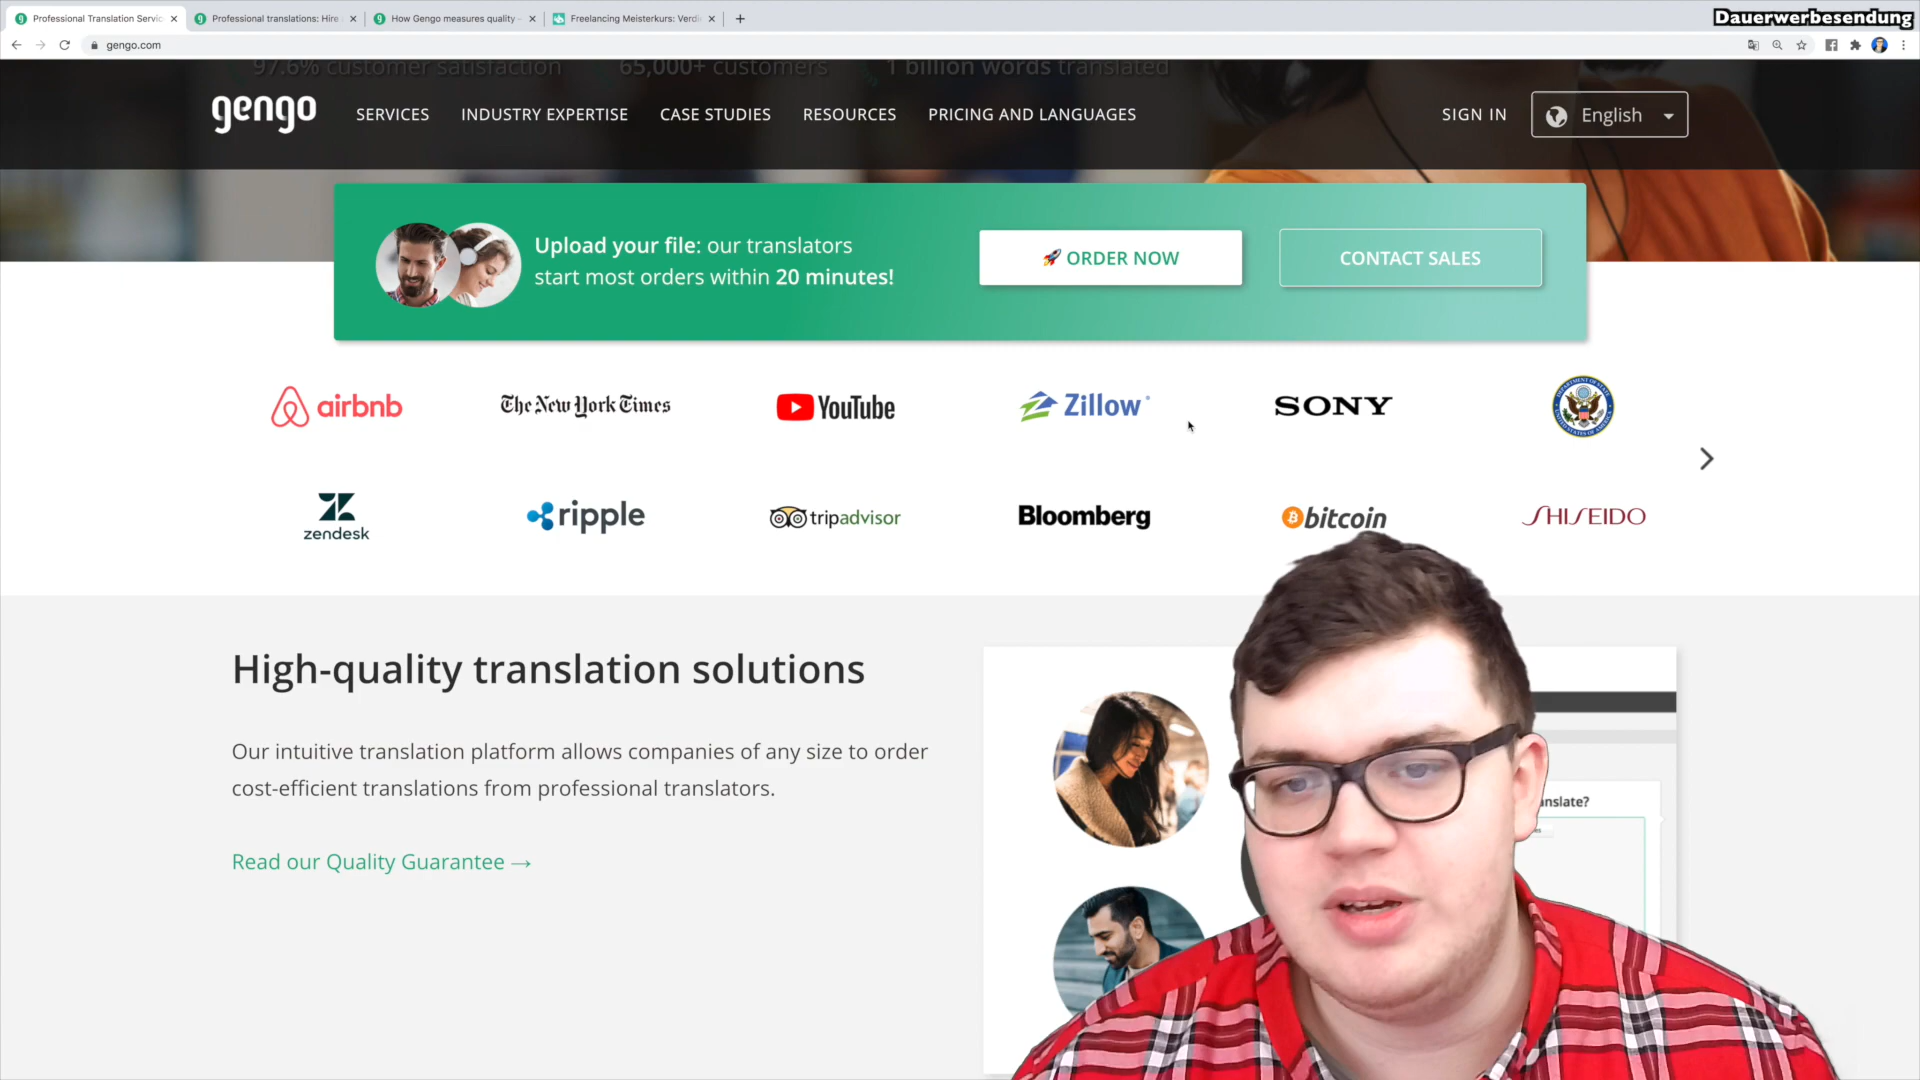 Professional Translation Servic
Professional translations: Hire
How Gengo measures quality
Freelancing Meisterkurs: Verdi
Dauerwerbesendung
gengo.com
97.6% customer satisfaction
65,000+ customers
1 billion words translated
gengo
SERVICES
INDUSTRY EXPERTISE
CASE STUDIES
RESOURCES
PRICING AND LANGUAGES
SIGN IN
English
Upload your file: our translators
start most orders within 20 minutes!
🚀 ORDER NOW
CONTACT SALES
airbnb
The New York Times
YouTube
Zillow
SONY
zendesk
ripple
tripadvisor
Bloomberg
bitcoin
SHISEIDO
High-quality translation solutions
Our intuitive translation platform allows companies of any size to order
cost-efficient translations from professional translators.
Read our Quality Guarantee →
anslate?